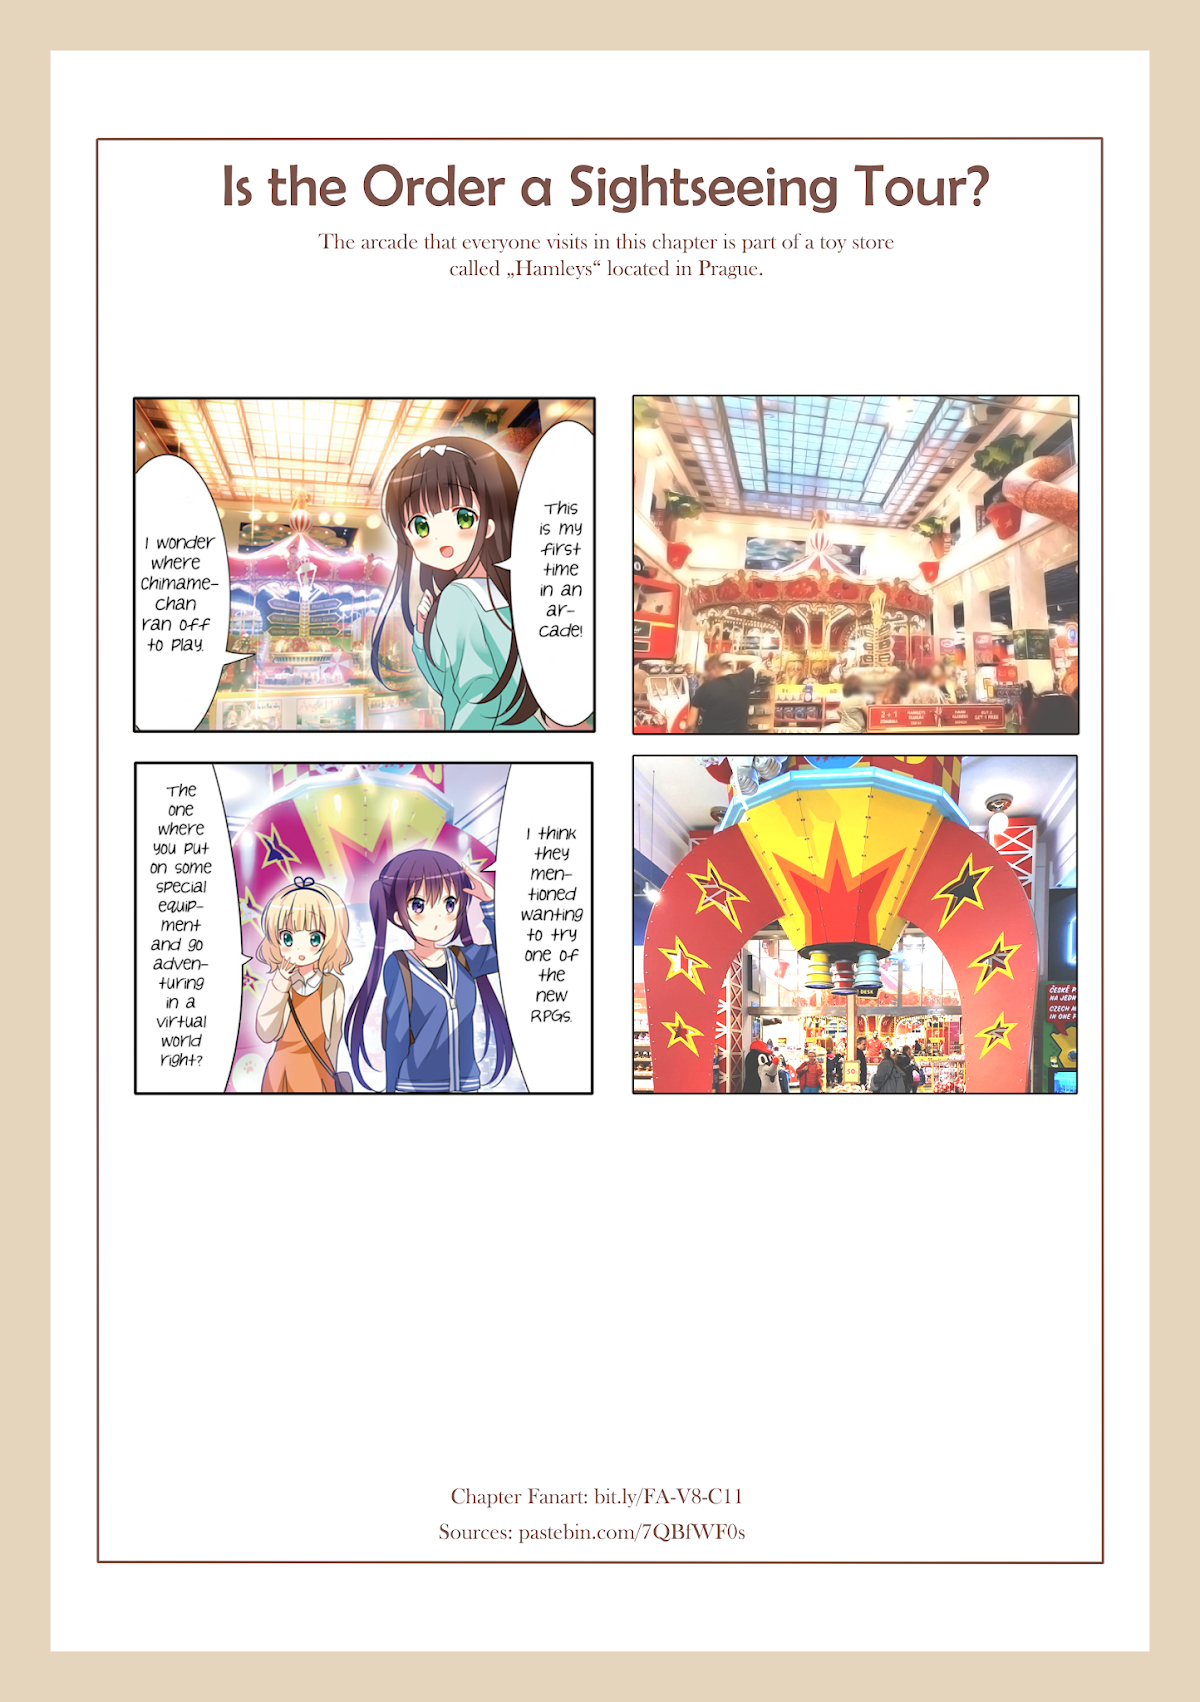 Is the Order a Sightseeing Tour?
The arcade that everyone visits in this chapter is part of a toy store
called „Hamleys“ located in Prague.
This
is my
first
time
in an
ar-
cade!
I wonder
where
Chimame-
chan
ran off
to play.
2+1
I think
they
men-
tioned
wanting
to try
one of
the
new
RPGs.
The
one
where
you put
on some
special
equip-
ment
and go
adven-
turing
in a
virtual
world
right?
DESK
50
Chapter Fanart: bit.ly/FA-V8-C11
Sources: pastebin.com/7QBfWF0s